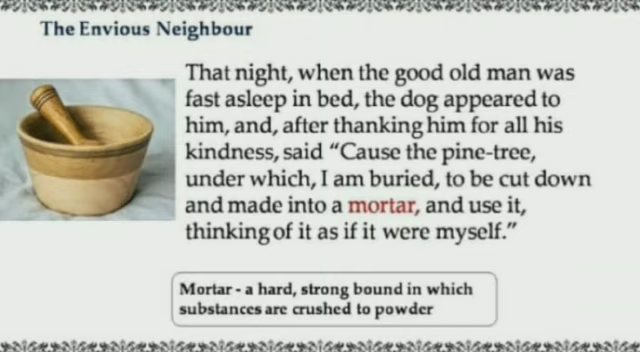 The Envious Neighbour
That night, when the good old man was
fast asleep in bed, the dog appeared to
him, and, after thanking him for all his
kindness, said “Cause the pine-tree,
under which, I am buried, to be cut down
and made into a mortar, and use it,
thinking of it as if it were myself.”
Mortar - a hard, strong bound in which
substances are crushed to powder